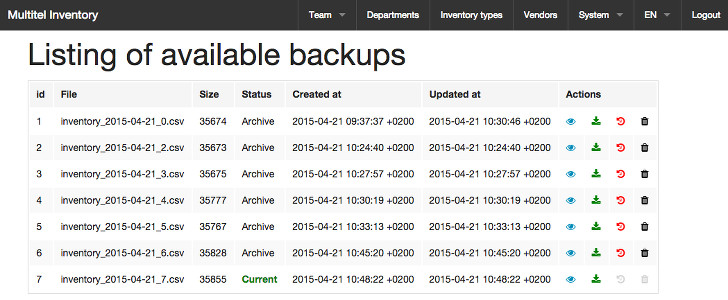 Multitel Inventory Team Departments Inventory types Vendors System EN Logout
Listing of available backups
id File Size Status Created at Updated at Actions
1 inventory_2015-04-21_0.csv 35674 Archive 2015-04-21 09:37:37 +0200 2015-04-21 10:30:46 +0200
2 inventory_2015-04-21_2.csv 35673 Archive 2015-04-21 10:24:40 +0200 2015-04-21 10:24:40 +0200
3 inventory_2015-04-21_3.csv 35675 Archive 2015-04-21 10:27:57 +0200 2015-04-21 10:27:57 +0200
4 inventory_2015-04-21_4.csv 35777 Archive 2015-04-21 10:30:19 +0200 2015-04-21 10:30:19 +0200
5 inventory_2015-04-21_5.csv 35767 Archive 2015-04-21 10:33:13 +0200 2015-04-21 10:33:13 +0200
6 inventory_2015-04-21_6.csv 35828 Archive 2015-04-21 10:45:20 +0200 2015-04-21 10:45:20 +0200
7 inventory_2015-04-21_7.csv 35855 Current 2015-04-21 10:48:22 +0200 2015-04-21 10:48:22 +0200